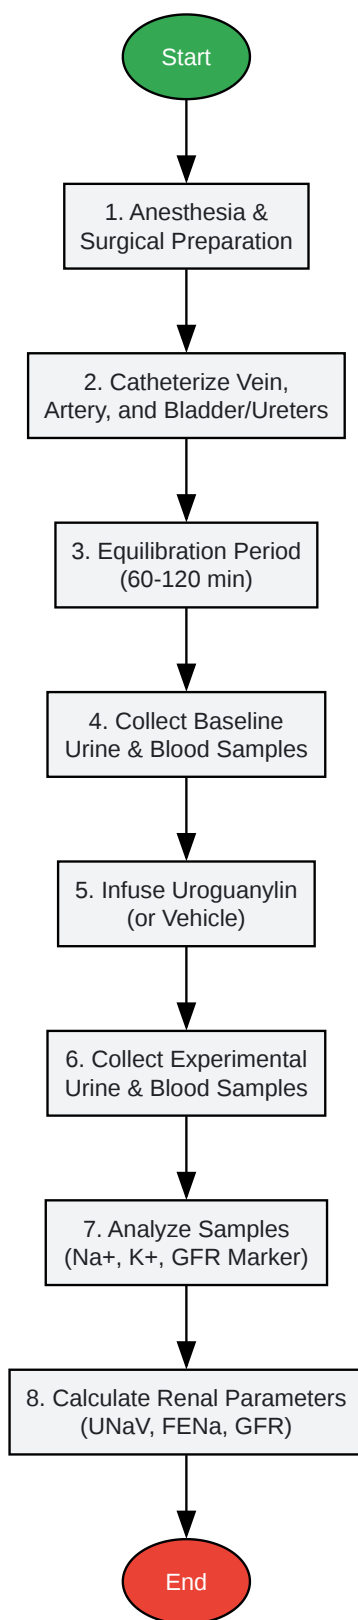 Start
1. Anesthesia &
Surgical Preparation
2. Catheterize Vein,
Artery, and Bladder/Ureters
3. Equilibration Period
(60-120 min)
4. Collect Baseline
Urine & Blood Samples
5. Infuse Uroguanylin
(or Vehicle)
6. Collect Experimental
Urine & Blood Samples
7. Analyze Samples
(Na+, K+, GFR Marker)
8. Calculate Renal Parameters
(UNaV, FENa, GFR)
End